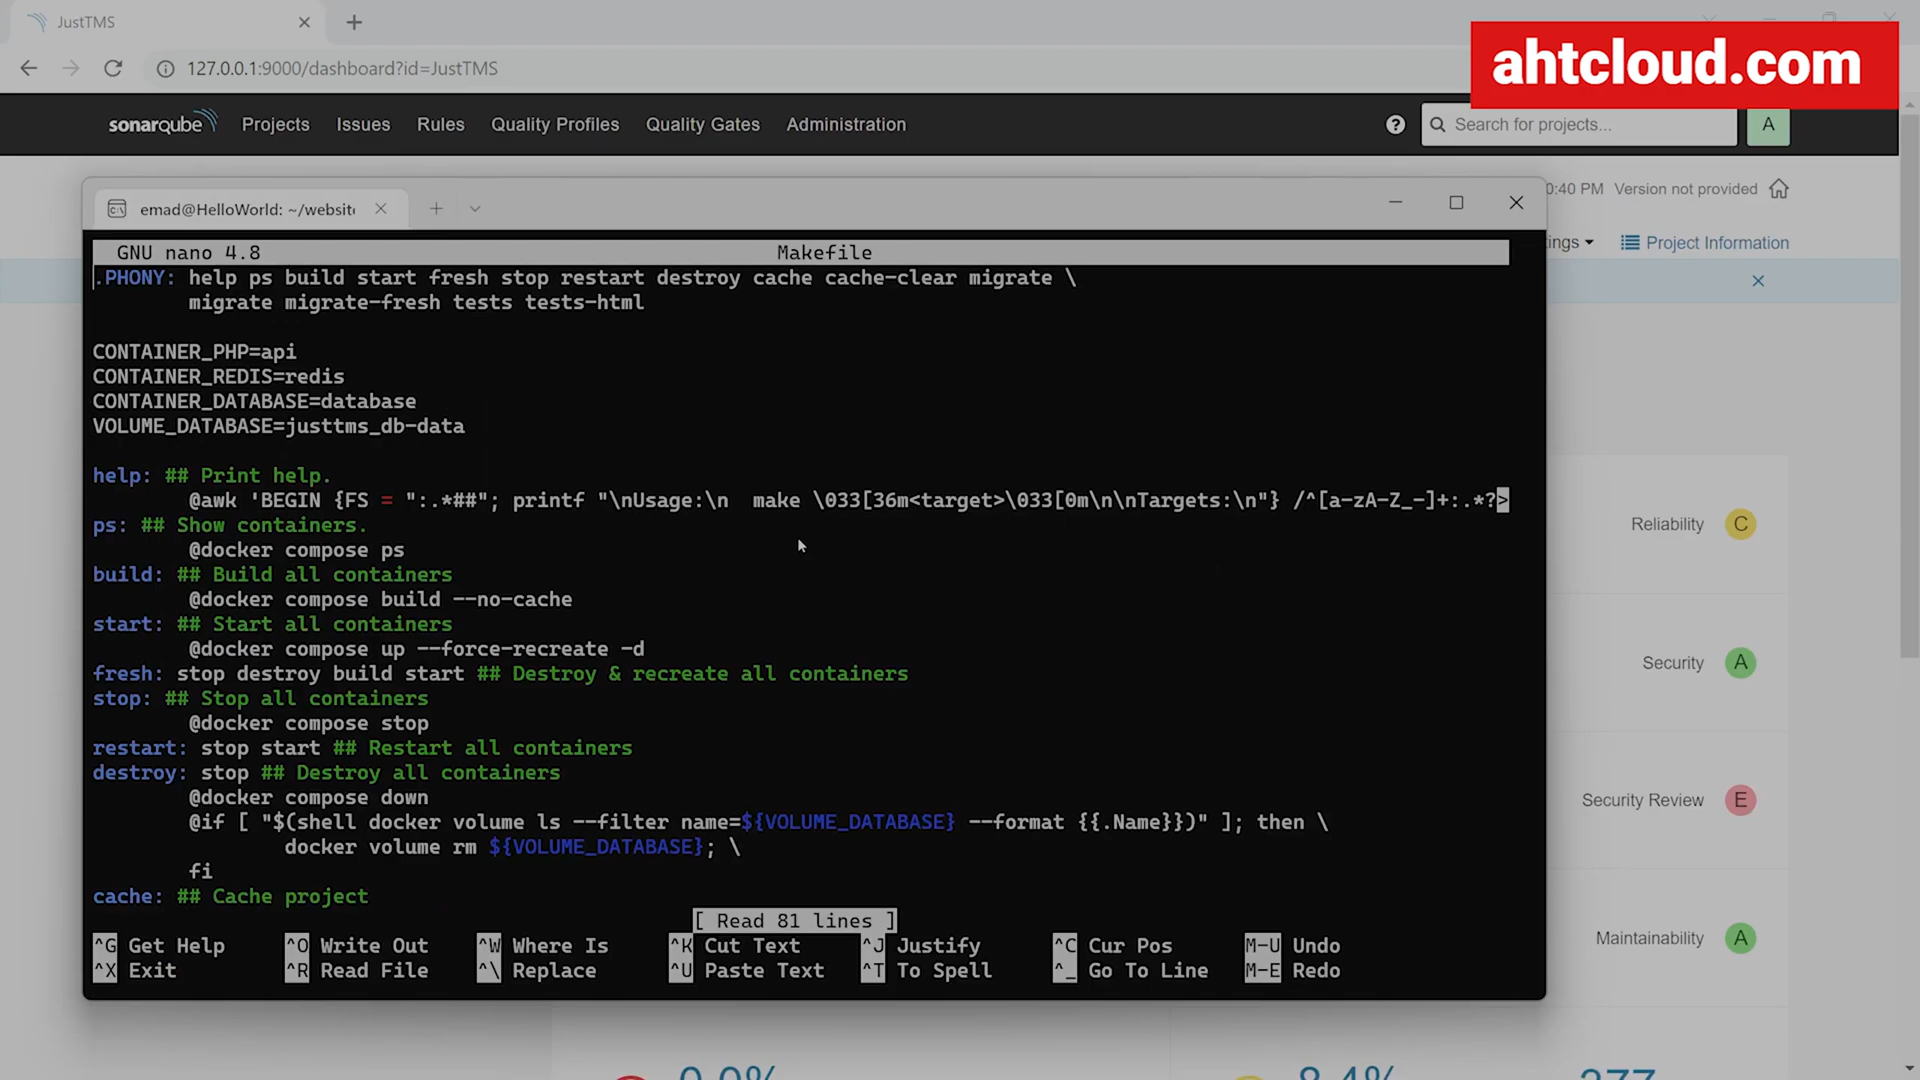 JustTMS
127.0.0.1:9000/dashboard?id=JustTMS
ahtcloud.com
sonarqube Projects Issues Rules Quality Profiles Quality Gates Administration
Search for projects...
A
0:40 PM Version not provided
ngs
Project Information
emad@HelloWorld: ~/website
GNU nano 4.8 Makefile
.PHONY: help ps build start fresh stop restart destroy cache cache-clear migrate \
migrate migrate-fresh tests tests-html
CONTAINER_PHP=api
CONTAINER_REDIS=redis
CONTAINER_DATABASE=database
VOLUME_DATABASE=justtms_db-data
help: ## Print help.
@awk 'BEGIN {FS = ":.*##"; printf "\nUsage:\n  make \033[36m<target>\033[0m\n\nTargets:\n"} /^[a-zA-Z_-]+:.*?>
ps: ## Show containers.
@docker compose ps
build: ## Build all containers
@docker compose build --no-cache
start: ## Start all containers
@docker compose up --force-recreate -d
fresh: stop destroy build start ## Destroy & recreate all containers
stop: ## Stop all containers
@docker compose stop
restart: stop start ## Restart all containers
destroy: stop ## Destroy all containers
@docker compose down
@if [ "$(shell docker volume ls --filter name=${VOLUME_DATABASE} --format {{.Name}})" ]; then \
docker volume rm ${VOLUME_DATABASE}; \
fi
cache: ## Cache project
[ Read 81 lines ]
^G Get Help ^O Write Out ^W Where Is ^K Cut Text ^J Justify ^C Cur Pos M-U Undo
^X Exit ^R Read File ^\ Replace ^U Paste Text ^T To Spell ^_ Go To Line M-E Redo
Reliability C
Security A
Security Review E
Maintainability A
0.0%
8.4%
277